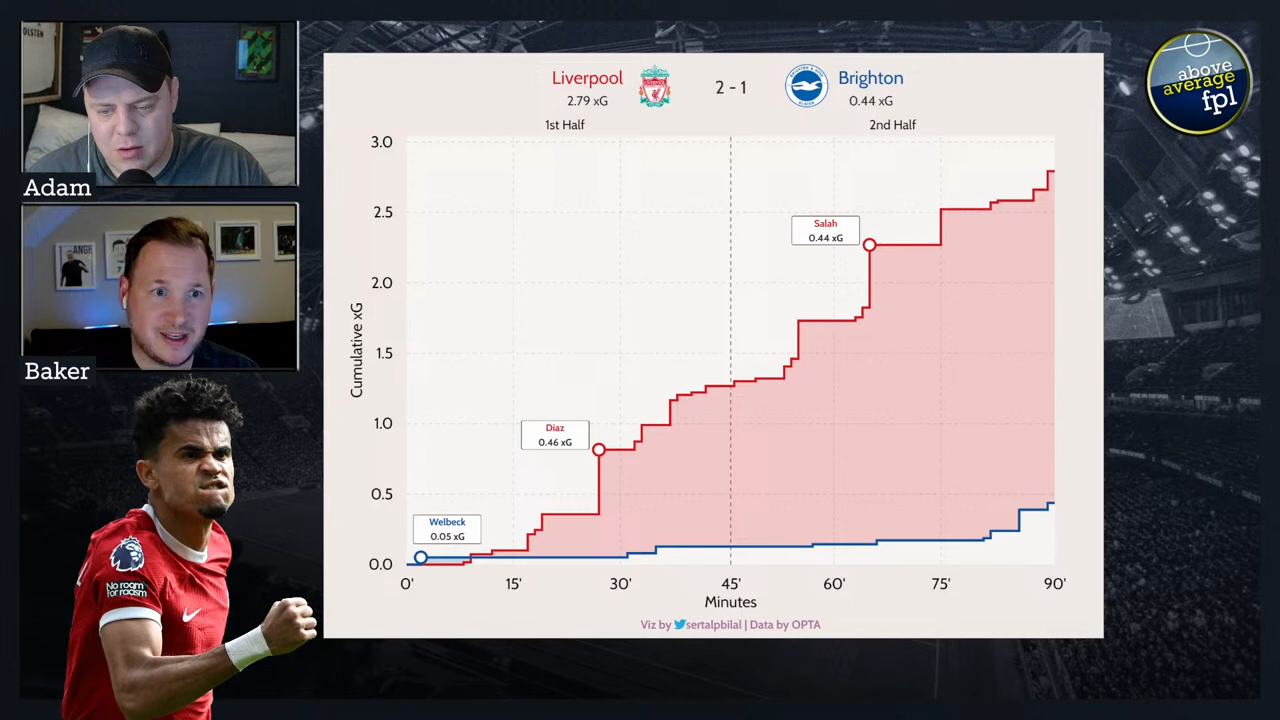 OLSTEN
Adam
ANGE
Baker
No room
for racism
Liverpool
2.79 xG
2 - 1
Brighton
0.44 xG
1st Half
2nd Half
above
average
fpl
Cumulative xG
3.0
2.5
2.0
1.5
1.0
0.5
0.0
Salah
0.44 xG
Diaz
0.46 xG
Welbeck
0.05 xG
0'
15'
30'
45'
60'
75'
90'
Minutes
Viz by sertalpbilal | Data by OPTA